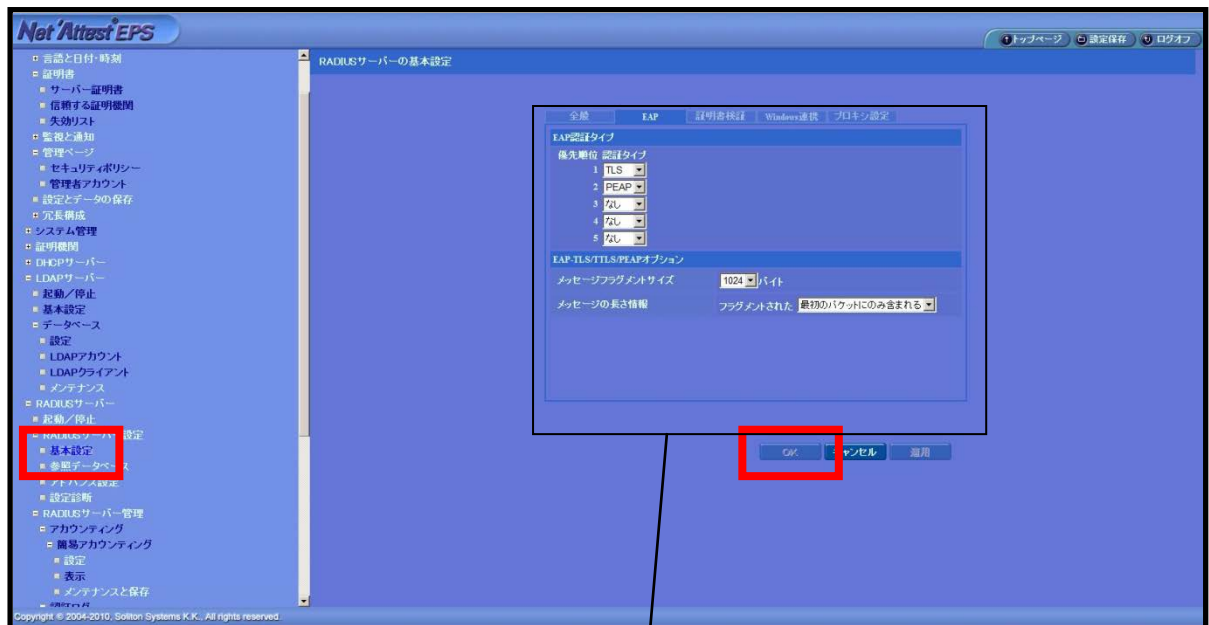 Net'Attest EPS
トップページ 設定保存 ログオフ
言語と日付・時刻
証明書
サーバー証明書
信頼する証明機関
失効リスト
監視と通知
管理ページ
セキュリティポリシー
管理者アカウント
設定とデータの保存
冗長構成
システム管理
証明機関
DHCPサーバー
LDAPサーバー
起動／停止
基本設定
データベース
設定
LDAPアカウント
LDAPクライアント
メンテナンス
RADIUSサーバー
起動／停止
RADIUSサーバー設定
基本設定
参照データベース
アドバンス設定
設定診断
RADIUSサーバー管理
アカウンティング
簡易アカウンティング
設定
表示
メンテナンスと保存
RADIUSサーバーの基本設定
全般 EAP 証明書検証 Windows連携 プロキシ設定
EAP認証タイプ
優先順位 認証タイプ
1 TLS
2 PEAP
3 なし
4 なし
5 なし
EAP-TLS/TTLS/PEAPオプション
メッセージフラグメントサイズ 1024 バイト
メッセージの長さ情報 フラグメントされた 最初のパケットにのみ含まれる
OK キャンセル 適用
Copyright © 2004-2010, Soliton Systems K.K., All rights reserved.